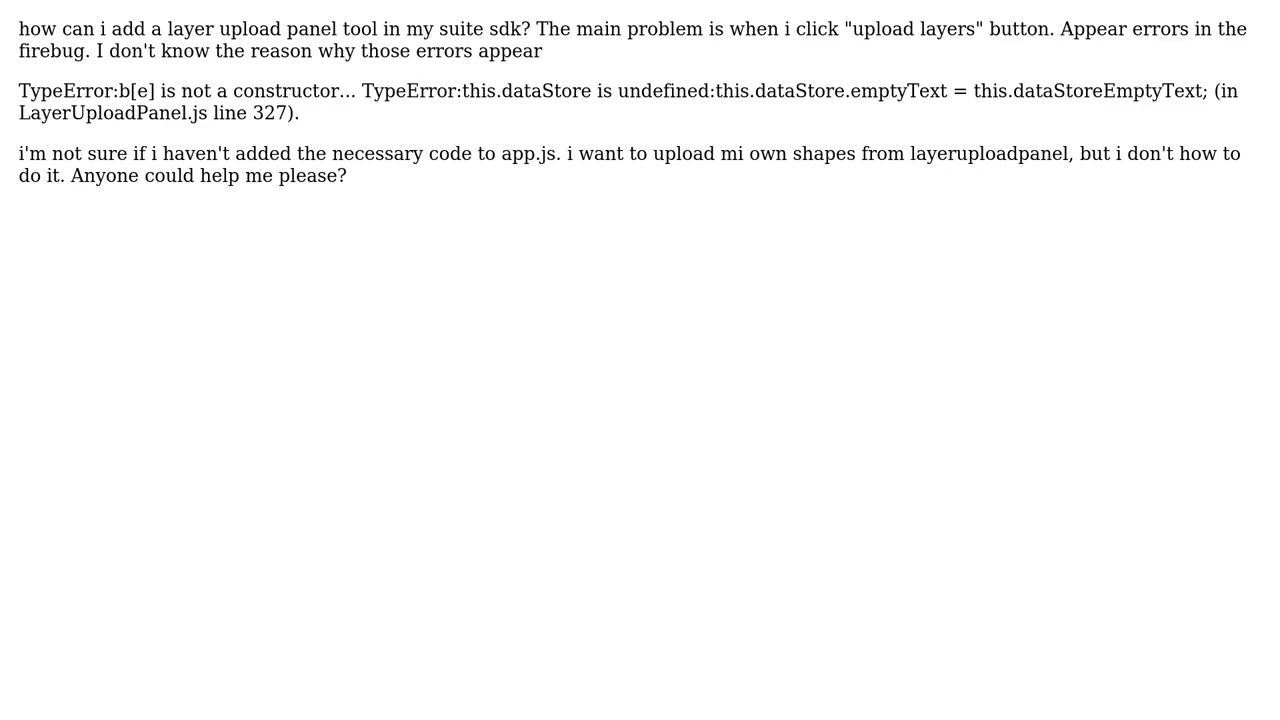 how can i add a layer upload panel tool in my suite sdk? The main problem is when i click "upload layers" button. Appear errors in the
firebug. I don't know the reason why those errors appear
TypeError:b[e] is not a constructor... TypeError:this.dataStore is undefined:this.dataStore.emptyText = this.dataStoreEmptyText; (in
LayerUploadPanel.js line 327).
i'm not sure if i haven't added the necessary code to app.js. i want to upload mi own shapes from layeruploadpanel, but i don't how to
do it. Anyone could help me please?